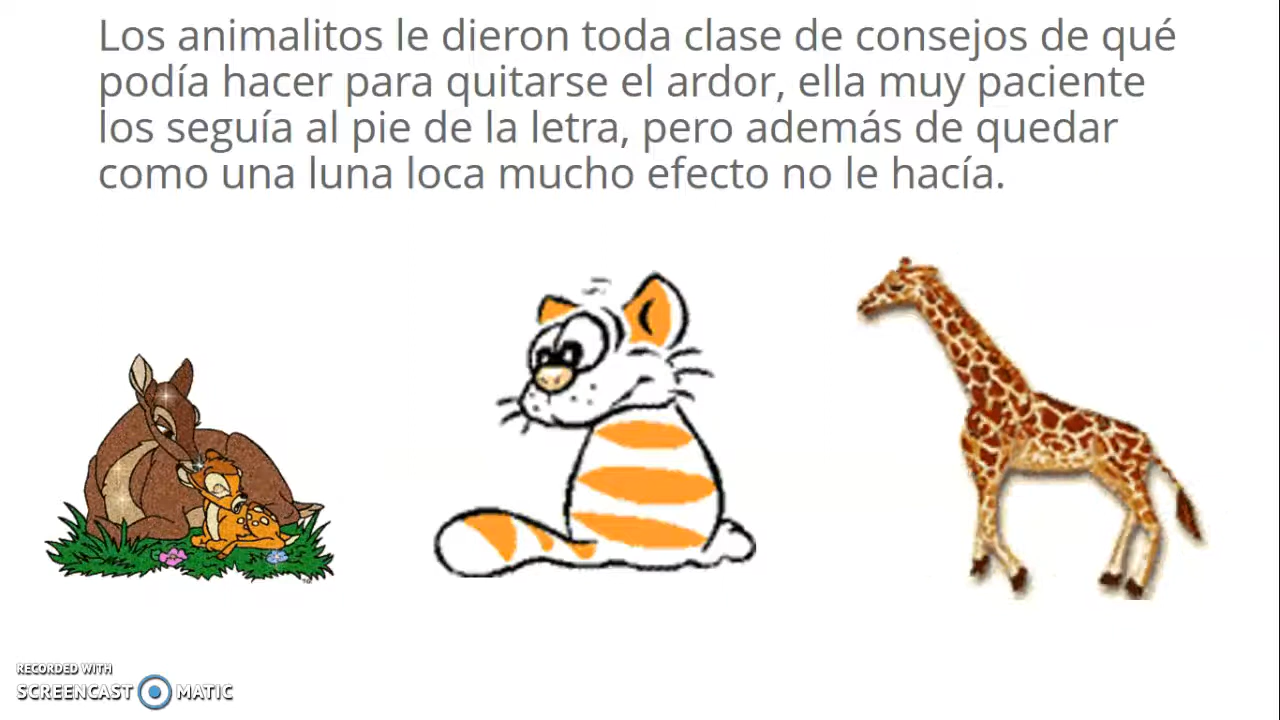 Los animalitos le dieron toda clase de consejos de qué
podía hacer para quitarse el ardor, ella muy paciente
los seguía al pie de la letra, pero además de quedar
como una luna loca mucho efecto no le hacía.
RECORDED WITH
SCREENCAST MATIC